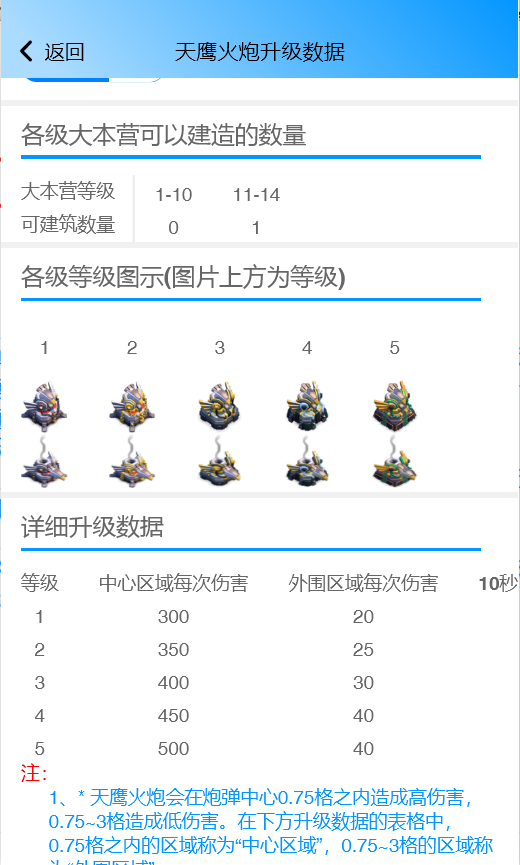 返回 天鹰火炮升级数据
各级大本营可以建造的数量
大本营等级 1-10 11-14
可建筑数量 0 1
各级等级图示(图片上方为等级)
1 2 3 4 5
详细升级数据
等级 中心区域每次伤害 外围区域每次伤害 10秒
1 300 20
2 350 25
3 400 30
4 450 40
5 500 40
注：
1、* 天鹰火炮会在炮弹中心0.75格之内造成高伤害，
0.75~3格造成低伤害。在下方升级数据的表格中，
0.75格之内的区域称为“中心区域”，0.75~3格的区域称
为“外围区域”